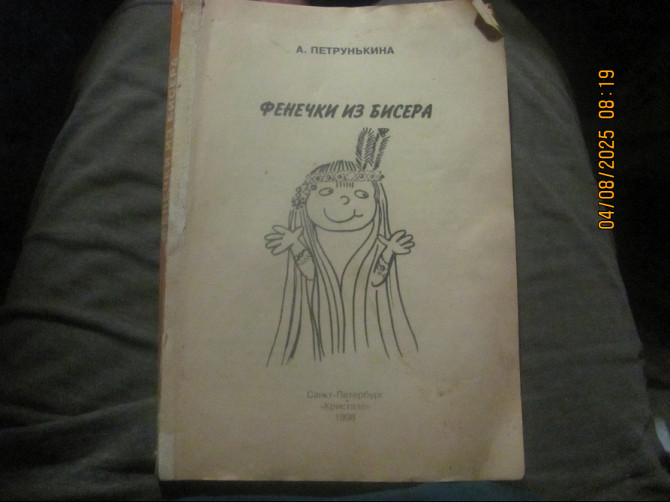 А. ПЕТРУНЬКИНА
ФЕНЕЧКИ ИЗ БИСЕРА
Санкт-Петербург
«Кристалл»
1998
04/08/2025 08:19